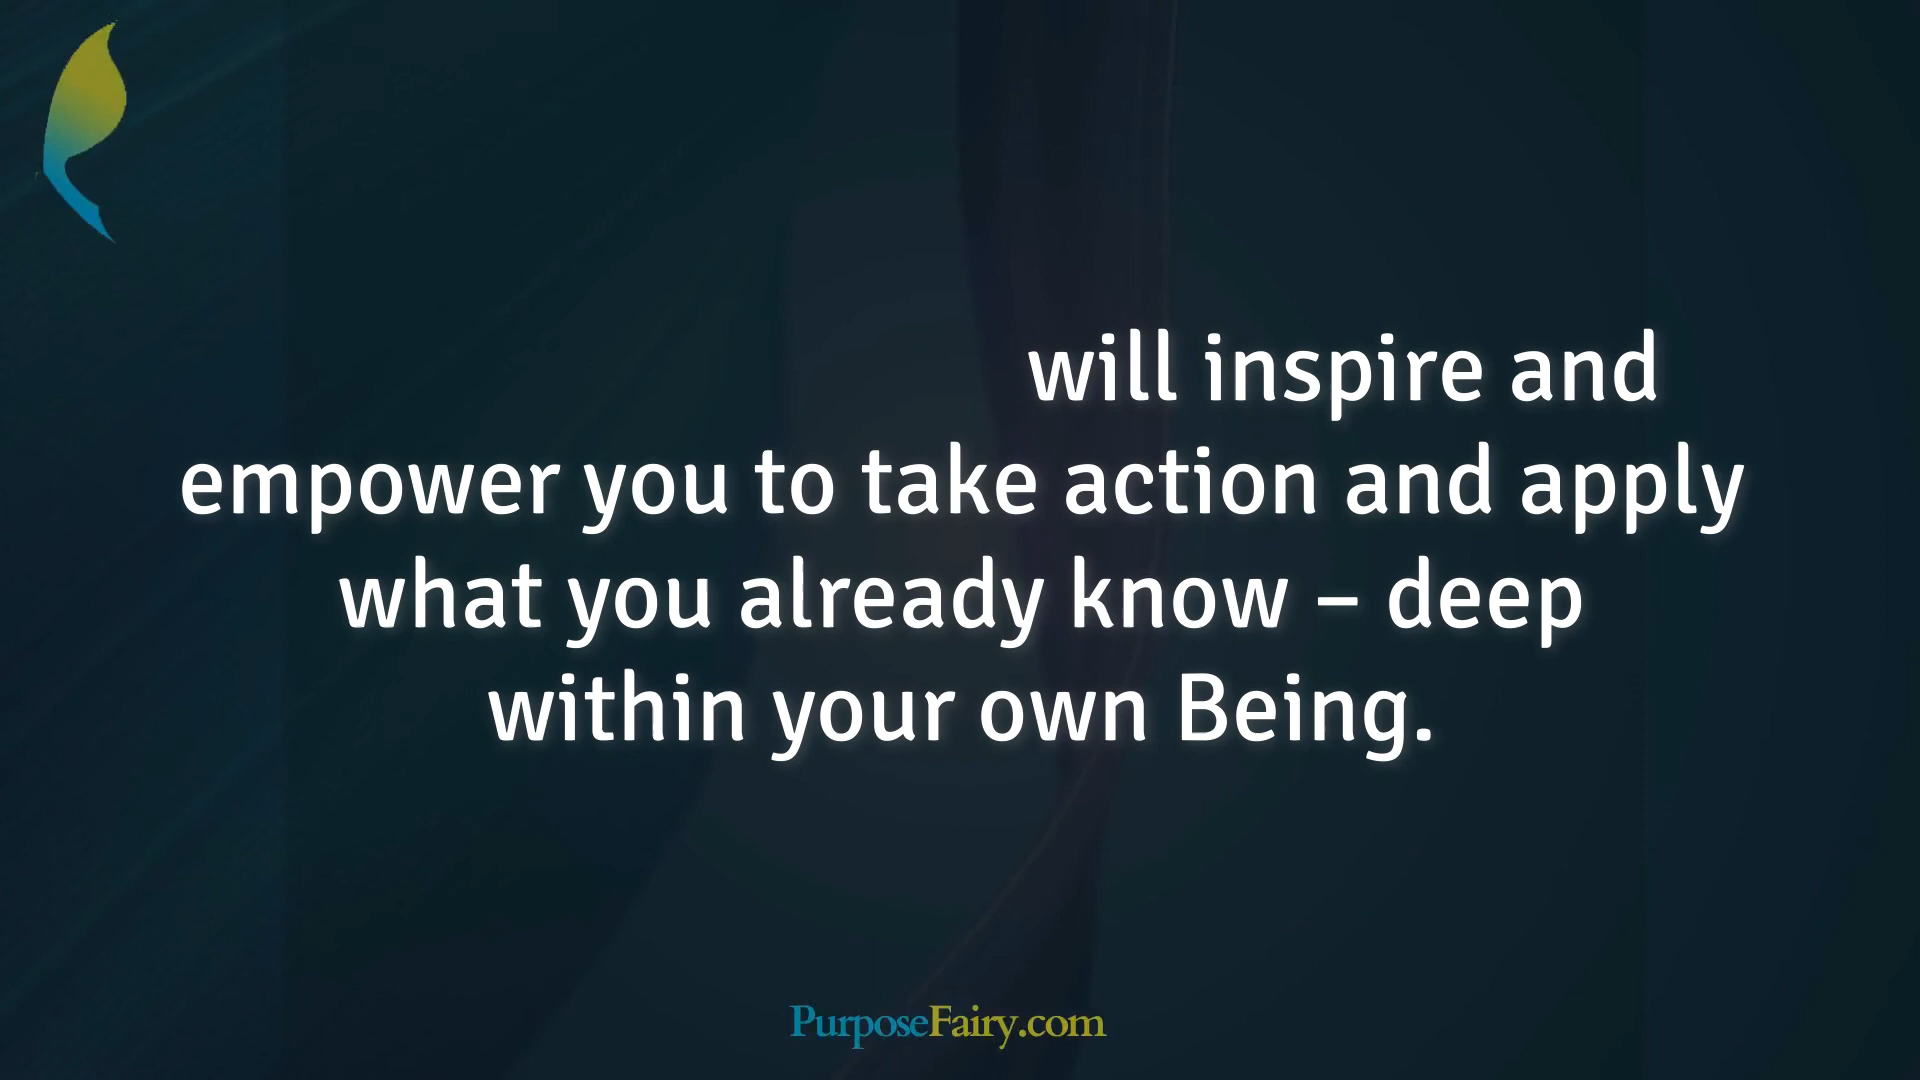 will inspire and
empower you to take action and apply
what you already know – deep
within your own Being.
PurposeFairy.com